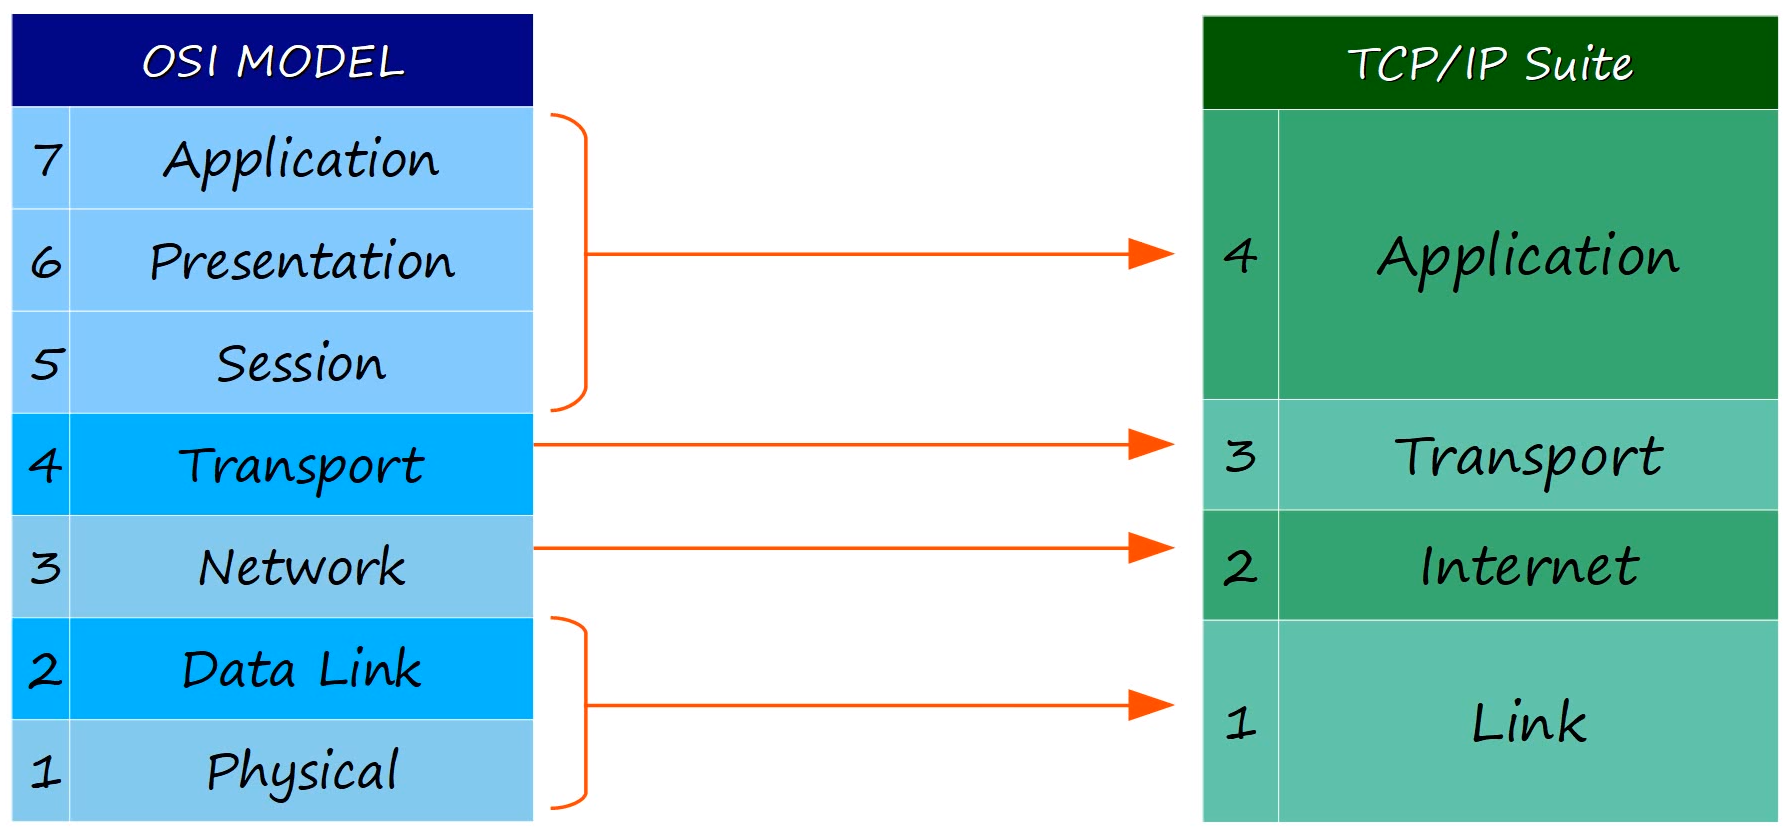 OSI MODEL
7 Application
6 Presentation
5 Session
4 Transport
3 Network
2 Data Link
1 Physical
TCP/IP Suite
4 Application
3 Transport
2 Internet
1 Link